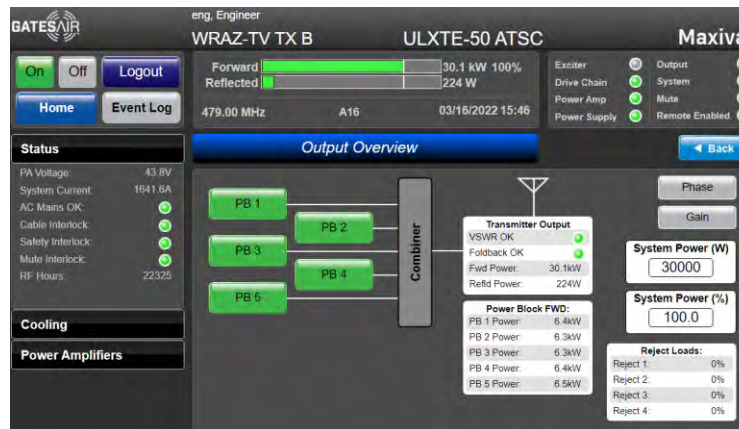 GATESAIR
eng, Engineer
WRAZ-TV TX B
ULXTE-50 ATSC
Maxiva
On
Off
Logout
Home
Event Log
Forward
30.1 kW 100%
Reflected
224 W
479.00 MHz
A16
03/16/2022 15:46
Exciter
Output
Drive Chain
System
Power Amp
Mute
Power Supply
Remote Enabled
Status
Output Overview
Back
PA Voltage: 43.8V
System Current: 1641.6A
AC Mains OK:
Cable Interlock:
Safety Interlock:
Mute Interlock:
RF Hours: 22325
Cooling
Power Amplifiers
PB 1
PB 2
PB 3
PB 4
PB 5
Combiner
Transmitter Output
VSWR OK
Foldback OK
Fwd Power: 30.1kW
Refld Power: 224W
Power Block FWD:
PB 1 Power: 6.4kW
PB 2 Power: 6.3kW
PB 3 Power: 6.3kW
PB 4 Power: 6.4kW
PB 5 Power: 6.5kW
Phase
Gain
System Power (W)
30000
System Power (%)
100.0
Reject Loads:
Reject 1: 0%
Reject 2: 0%
Reject 3: 0%
Reject 4: 0%